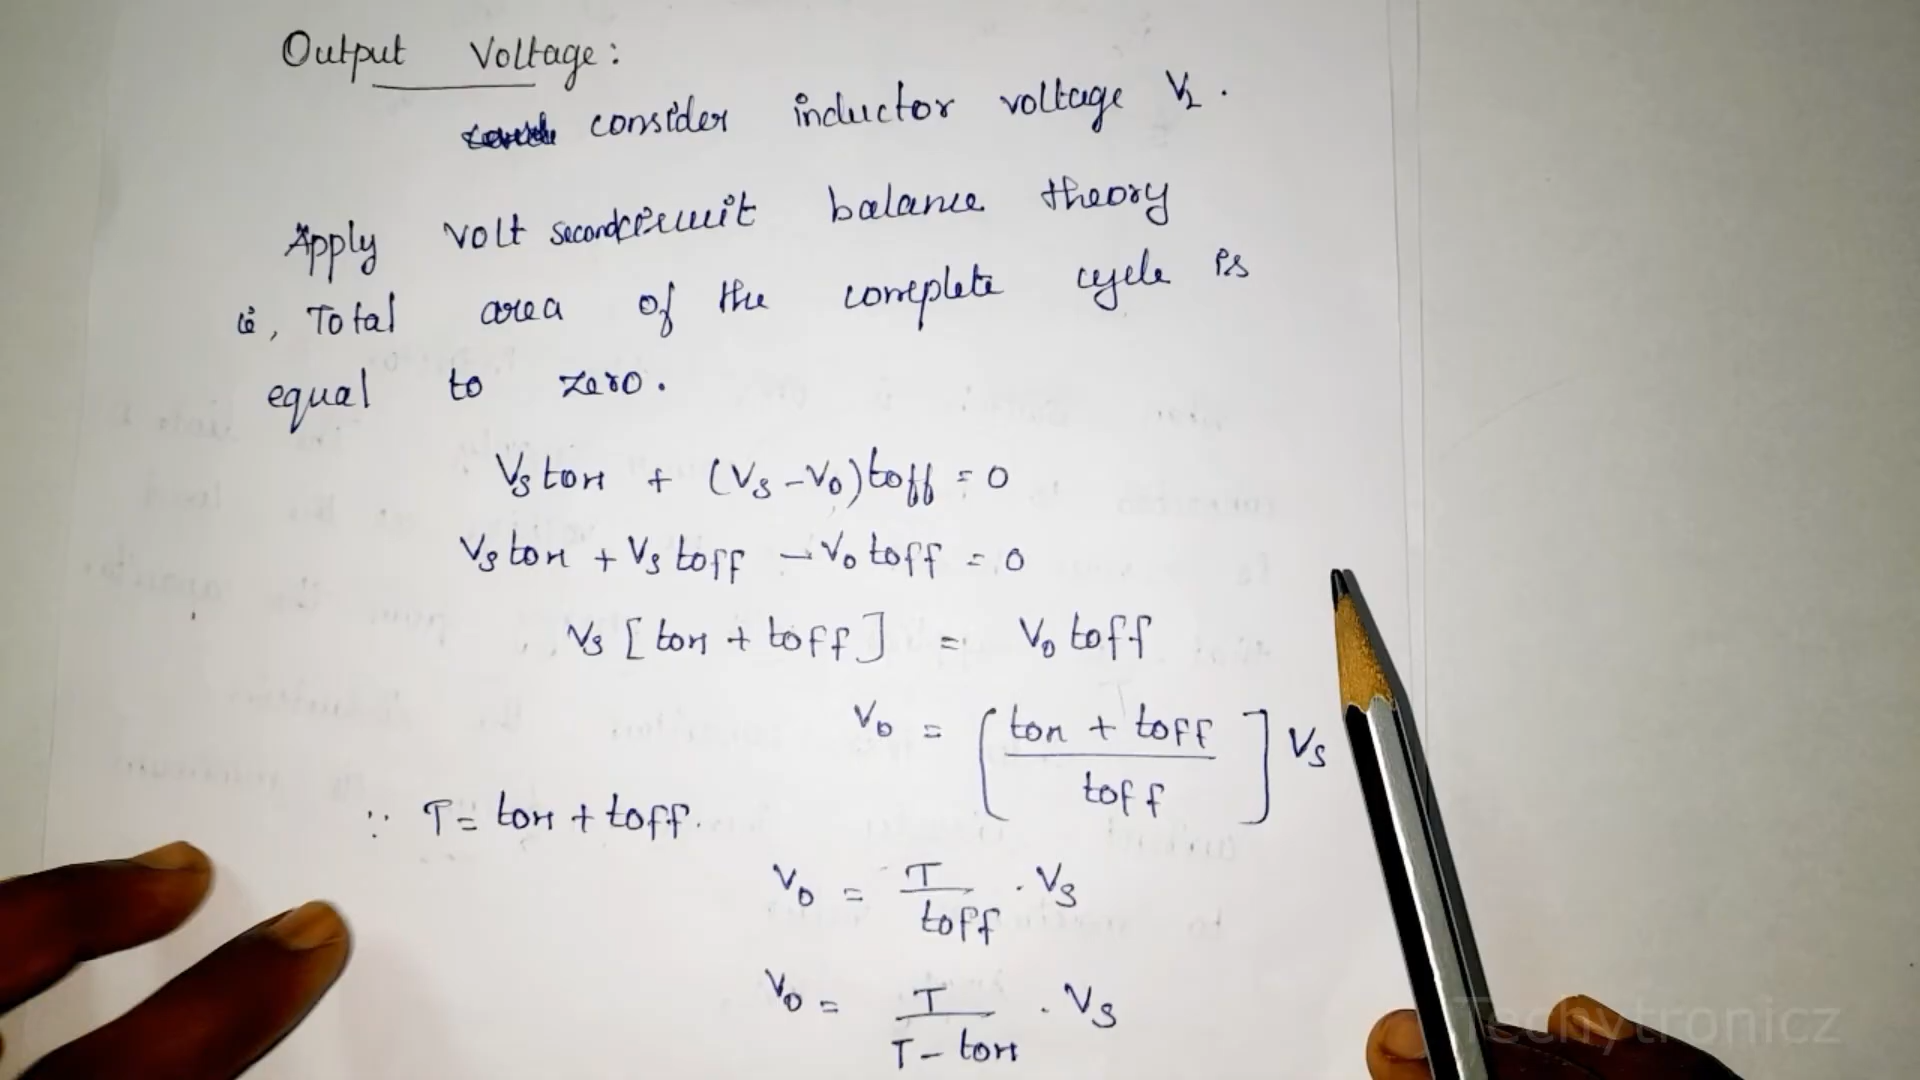 Output Voltage:
consider inductor voltage VL.
Apply Volt second circuit balance theory
ie, Total area of the complete cycle is
equal to zero.
Vs ton + (Vs - Vo) toff = 0
Vs ton + Vs toff - Vo toff = 0
Vs [ton + toff] = Vo toff
Vo = [ton + toff / toff] Vs
∵ T = ton + toff.
Vo = T / toff . Vs
Vo = T / T - ton . Vs
Techytronicz